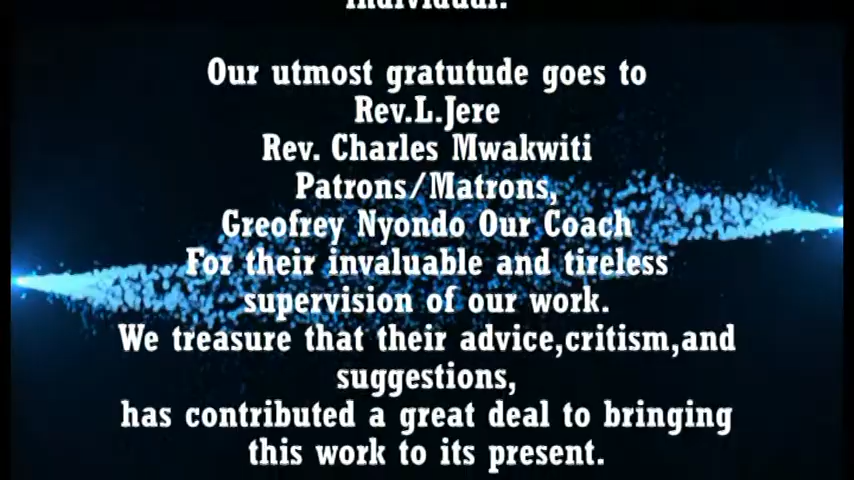 individual.
Our utmost gratutude goes to
Rev.L.Jere
Rev. Charles Mwakwiti
Patrons/Matrons,
Greofrey Nyondo Our Coach
For their invaluable and tireless
supervision of our work.
We treasure that their advice,critism,and
suggestions,
has contributed a great deal to bringing
this work to its present.